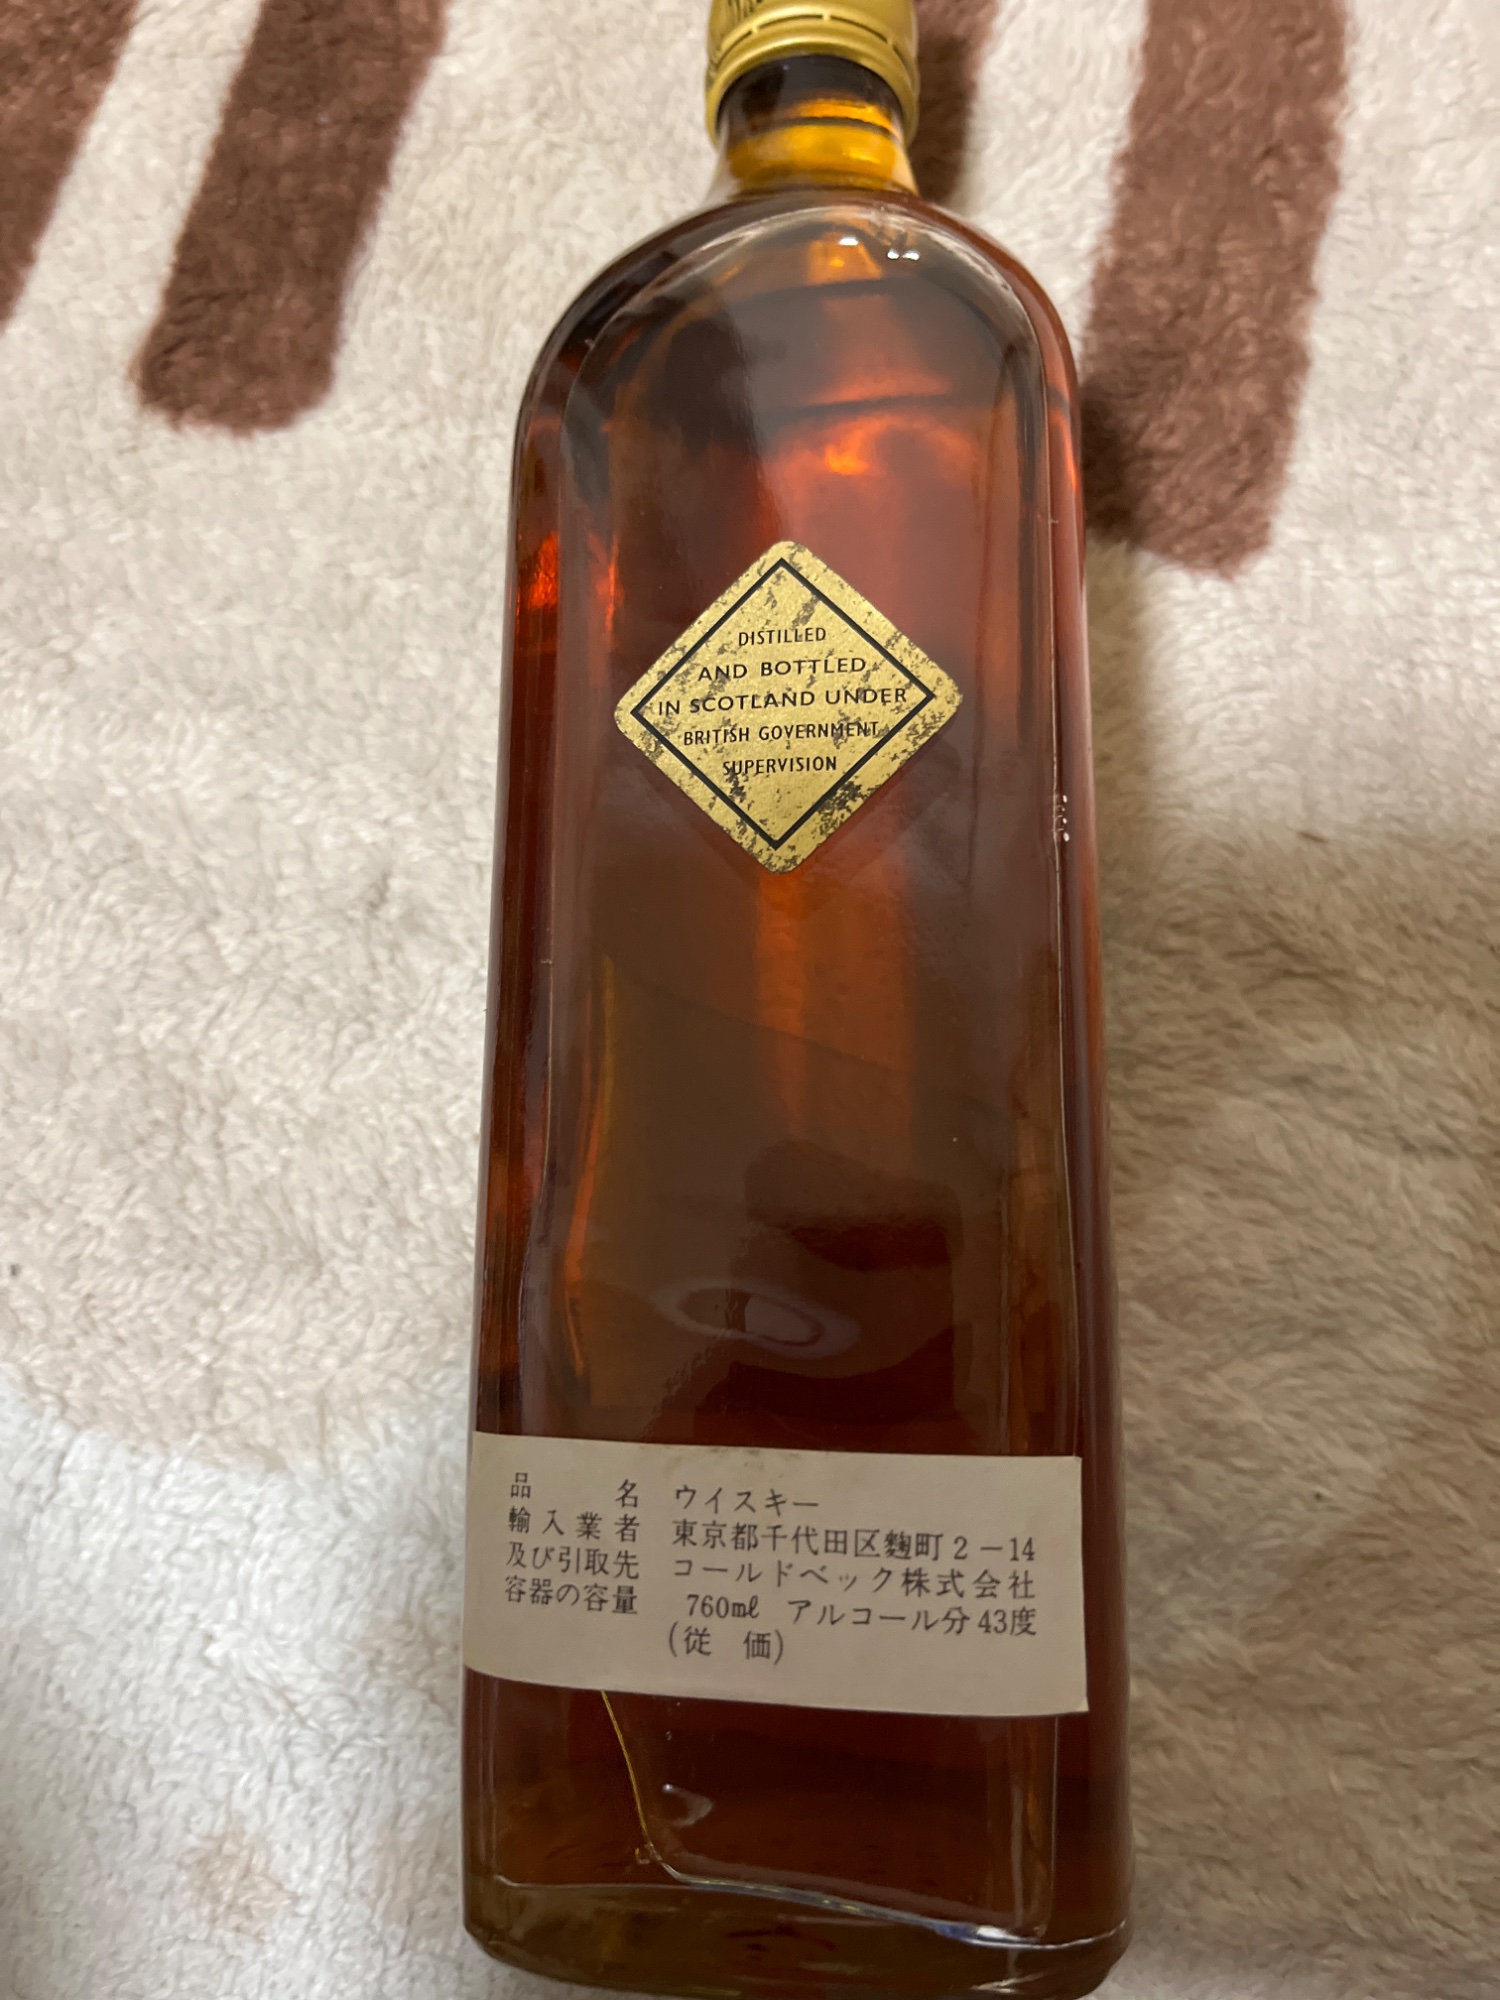 DISTILLED
AND BOTTLED
IN SCOTLAND UNDER
BRITISH GOVERNMENT
SUPERVISION
品名 ウイスキー
輸入業者 東京都千代田区麴町2-14
及び引取先 コールドベック株式会社
容器の容量 760㎖ アルコール分43度
(従価)